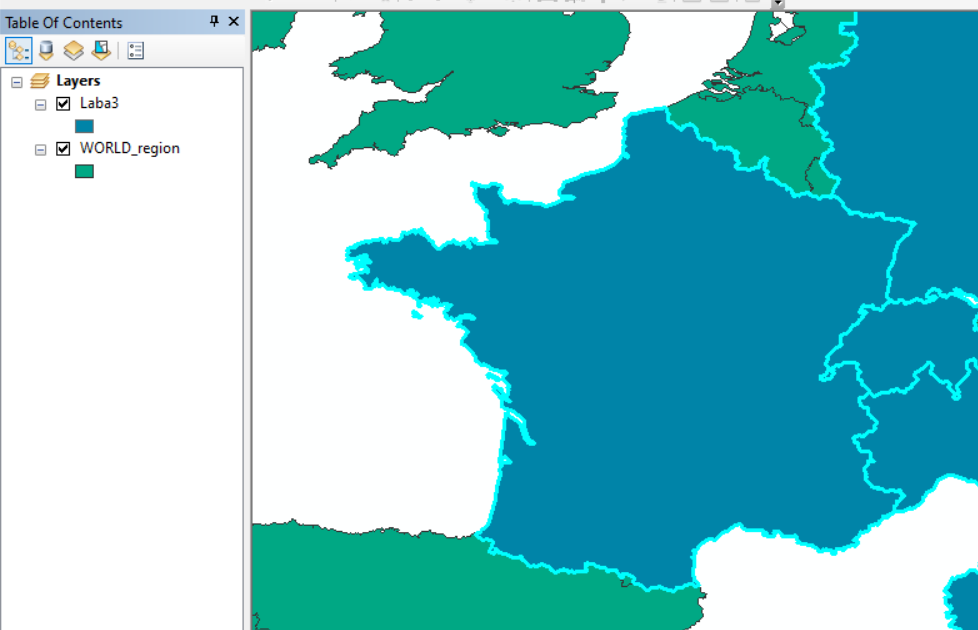 Table Of Contents
Layers
Laba3
WORLD_region